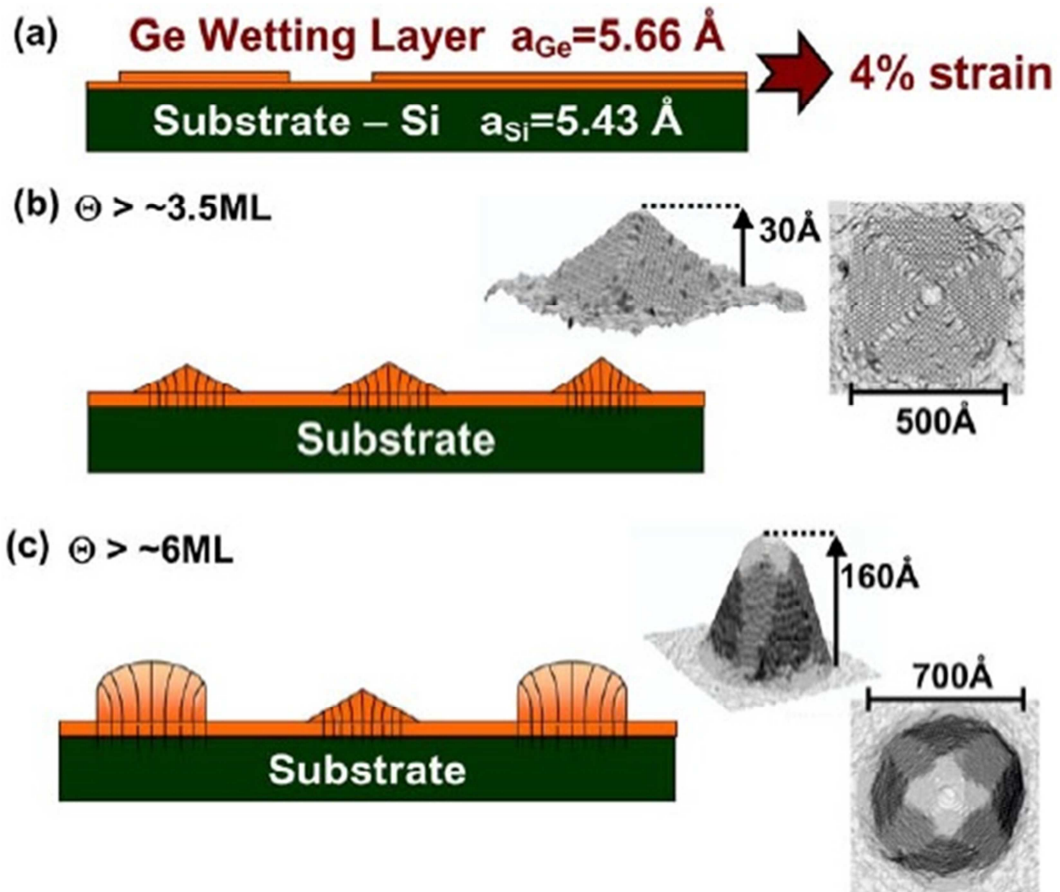 (a) Ge Wetting Layer a_Ge=5.66 Å
4% strain
Substrate – Si a_Si=5.43 Å
(b) Θ > ~3.5ML
30Å
500Å
Substrate
(c) Θ > ~6ML
160Å
700Å
Substrate